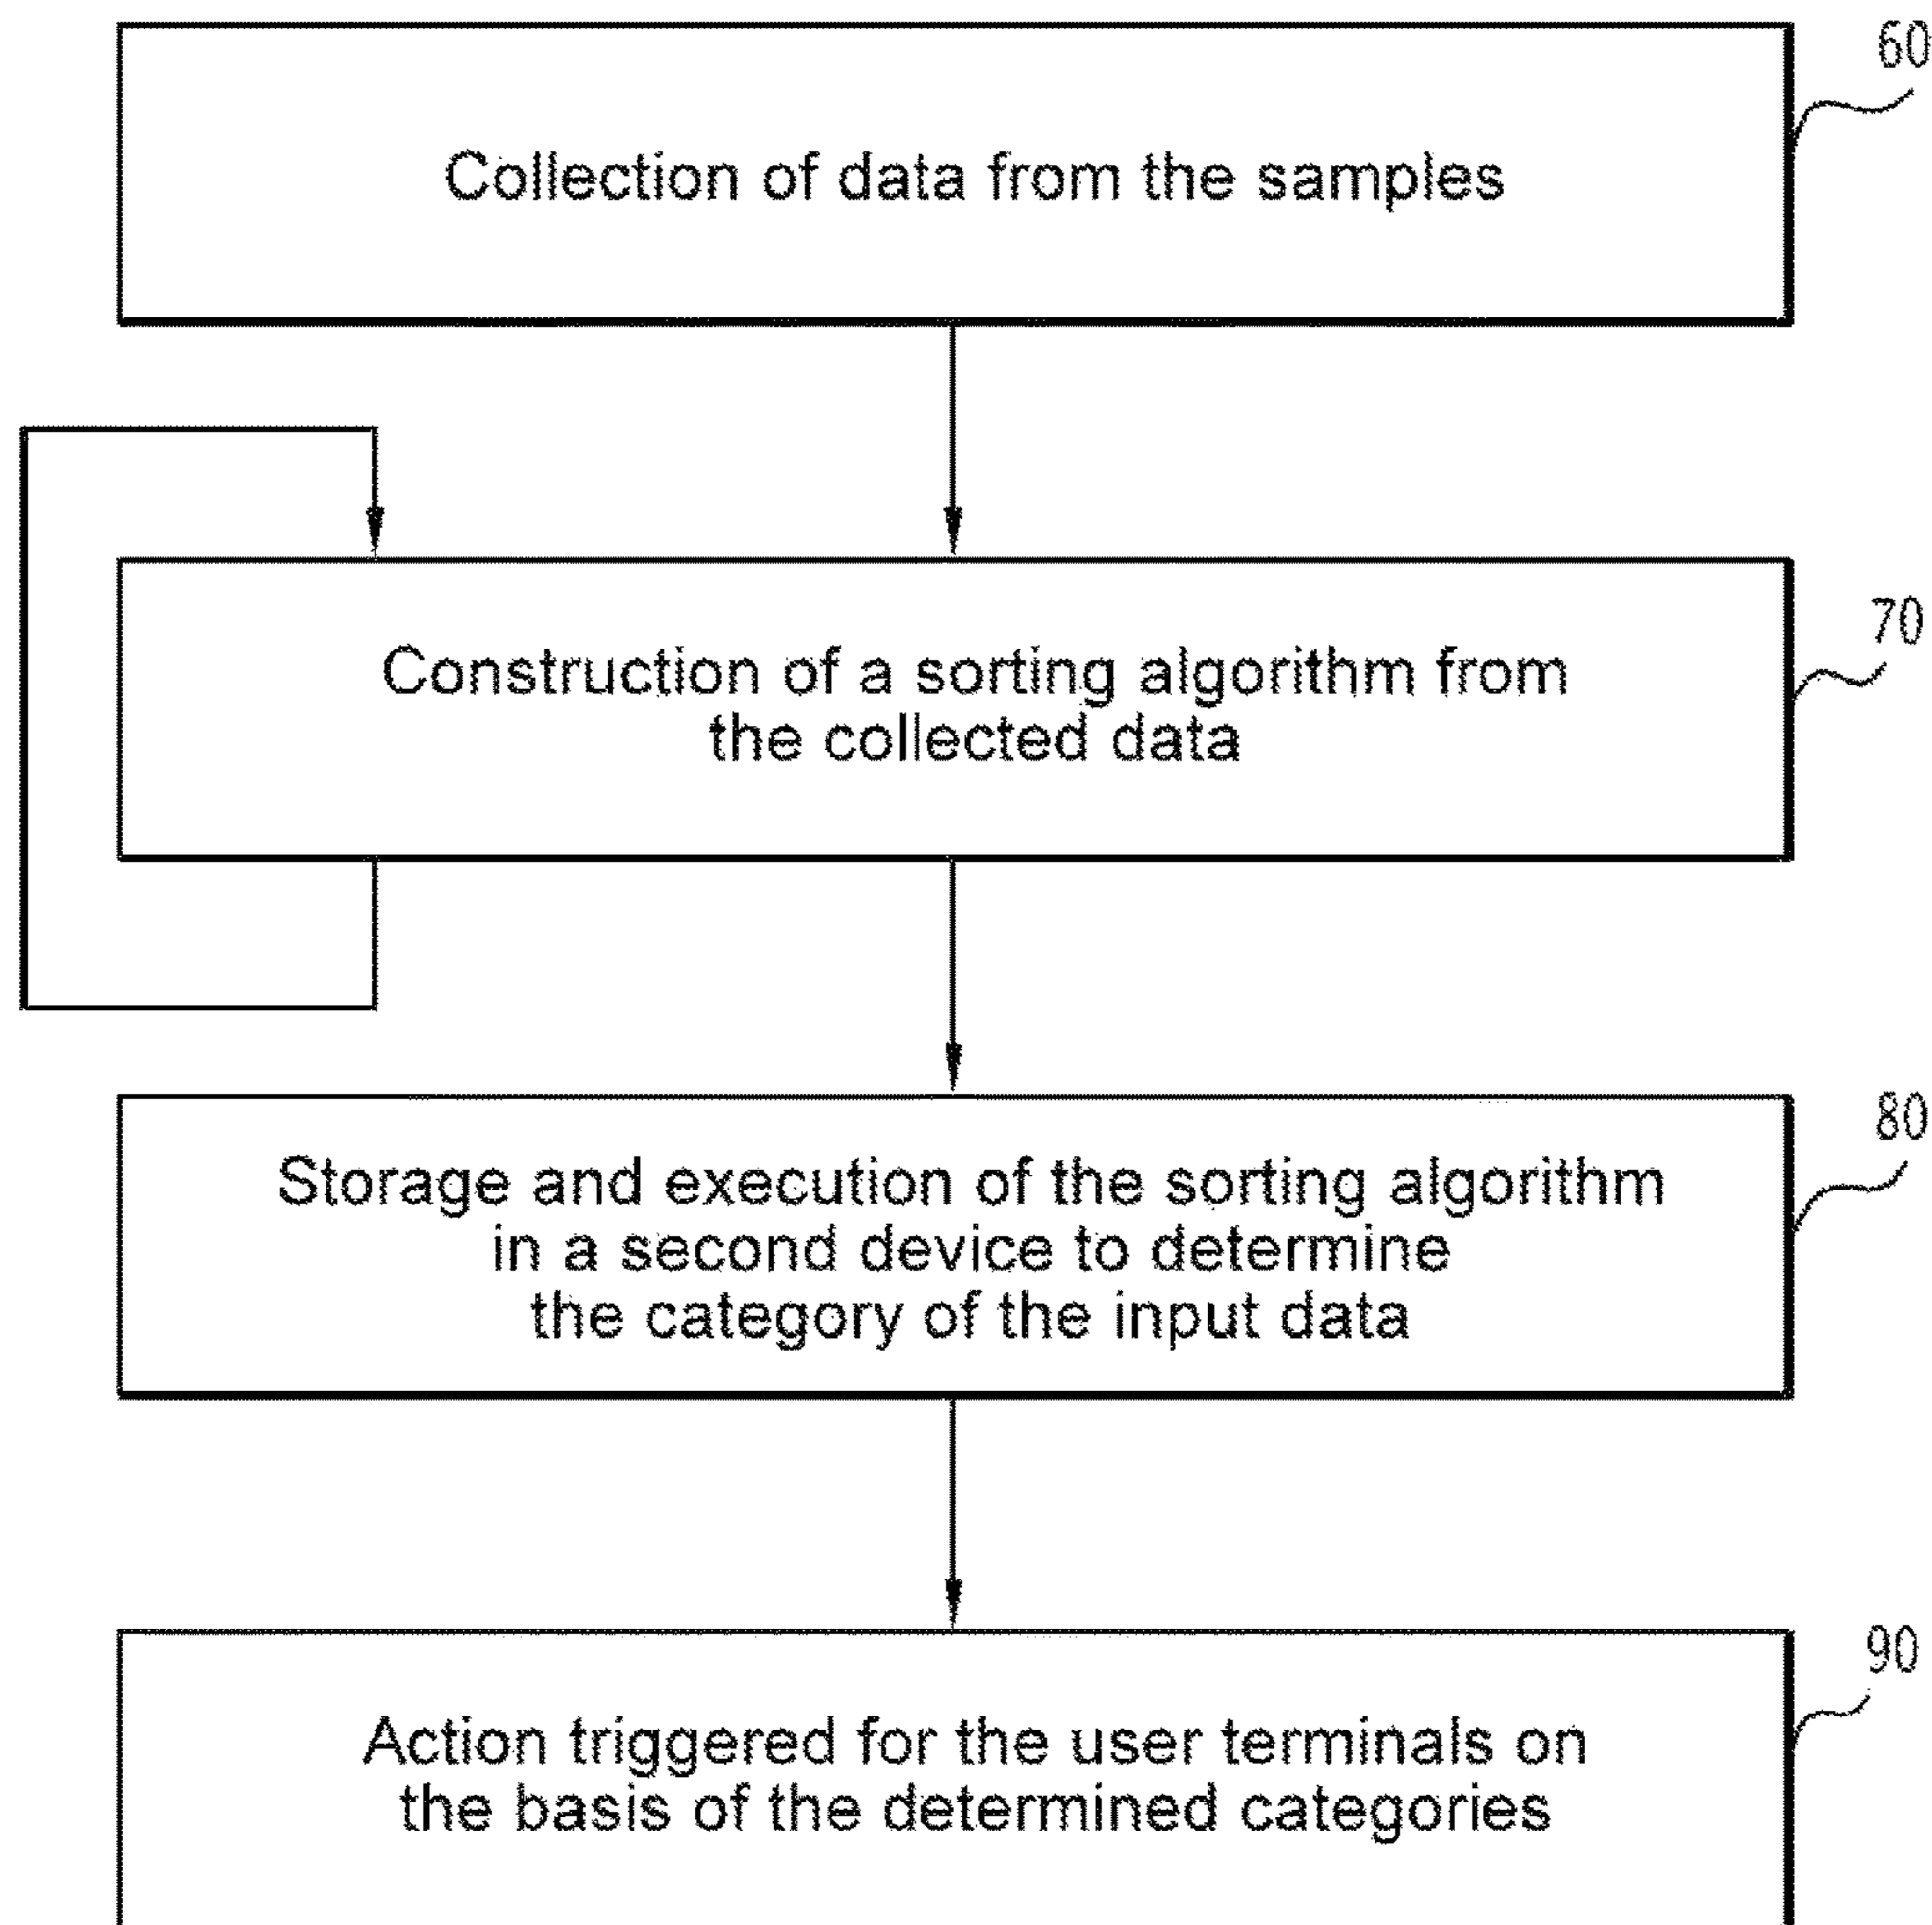 60
Collection of data from the samples
70
Construction of a sorting algorithm from
the collected data
80
Storage and execution of the sorting algorithm
in a second device to determine
the category of the input data
90
Action triggered for the user terminals on
the basis of the determined categories